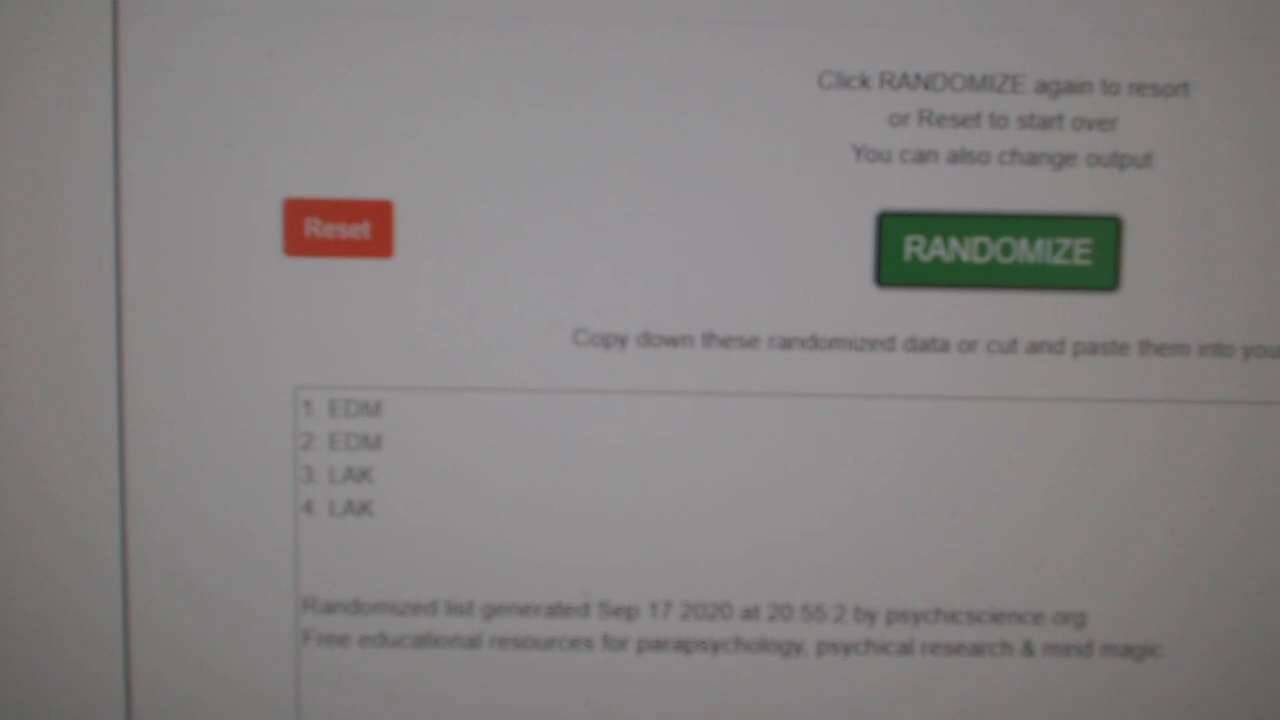 Click RANDOMIZE again to resort
or Reset to start over
You can also change output
Reset
RANDOMIZE
Copy down these randomized data or cut and paste them into you
1. EDM
2. EDM
3. LAK
4. LAK
Randomized list generated Sep 17 2020 at 20:55:2 by psychicscience.org
Free educational resources for parapsychology, psychical research & mind magic